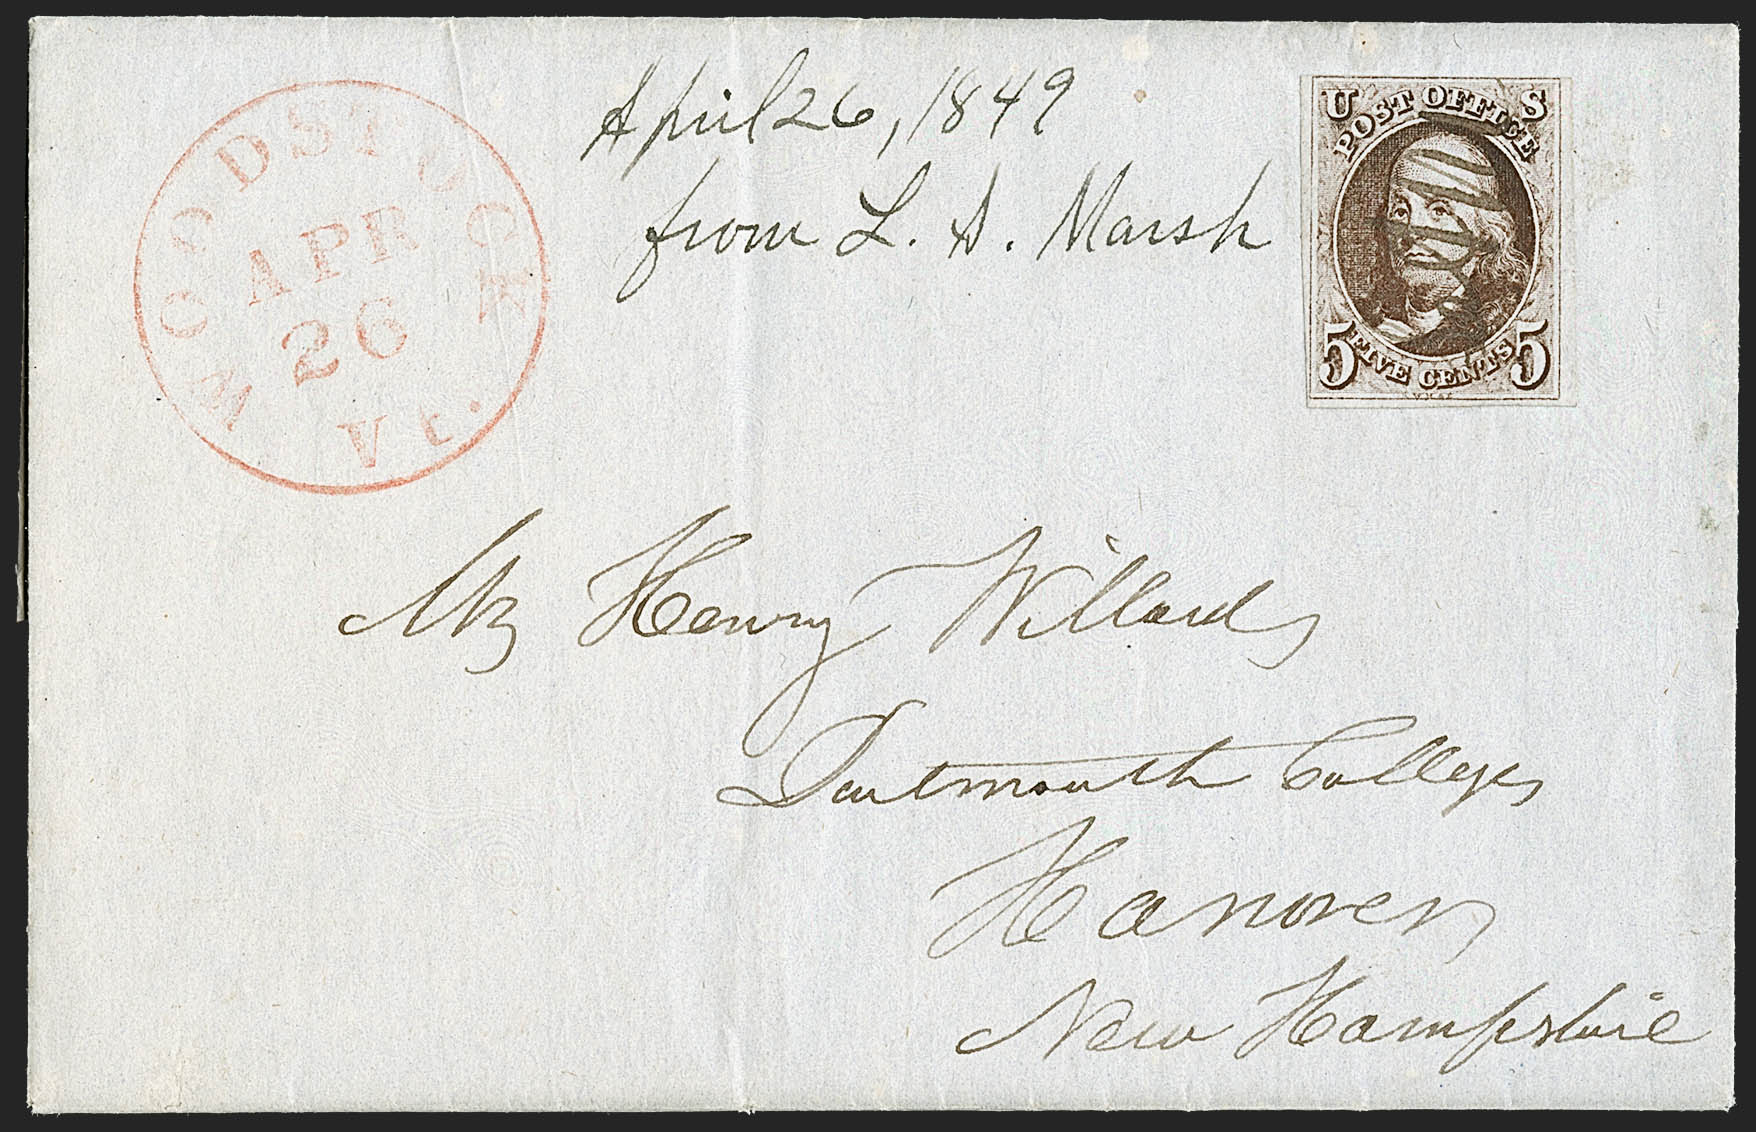 WOODSTOCK
APR
26
Vt.
April 26, 1849
from L. S. Marsh
U S
POST OFFICE
5 FIVE CENTS 5
Mr Henry Willard,
Dartmouth College,
Hanover,
New Hampshire